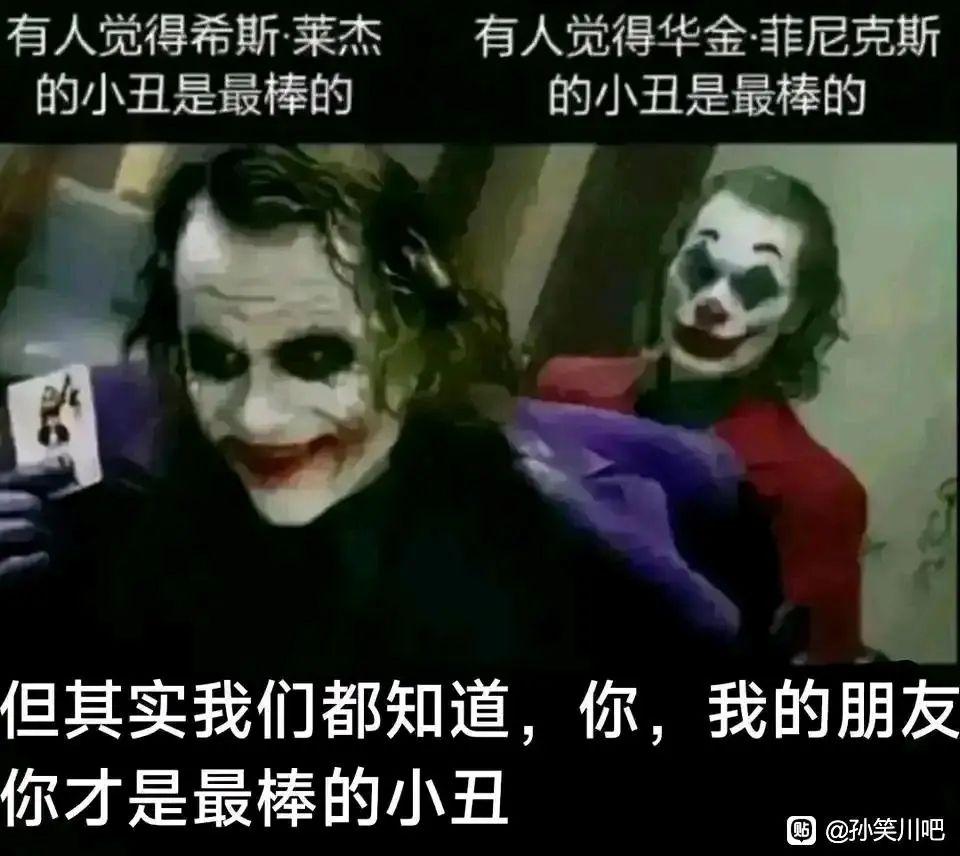 有人觉得希斯·莱杰
的小丑是最棒的
有人觉得华金·菲尼克斯
的小丑是最棒的
但其实我们都知道，你，我的朋友
你才是最棒的小丑
贴 @孙笑川吧